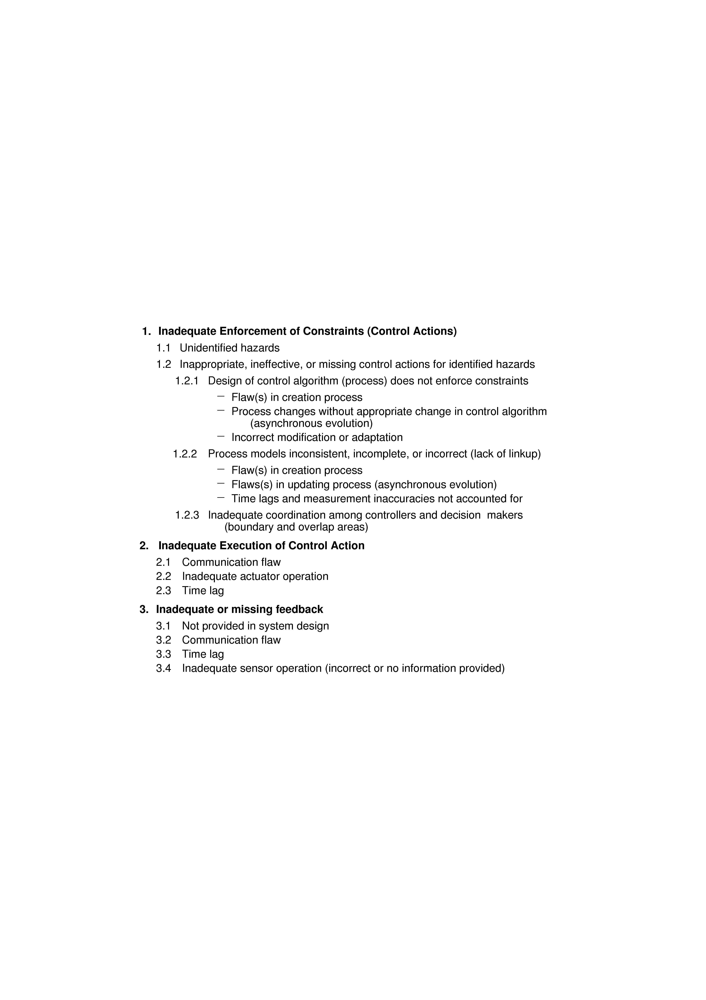 1. Inadequate Enforcement of Constraints (Control Actions)
1.1 Unidentified hazards
1.2 Inappropriate, ineffective, or missing control actions for identified hazards
1.2.1 Design of control algorithm (process) does not enforce constraints
— Flaw(s) in creation process
— Process changes without appropriate change in control algorithm
(asynchronous evolution)
— Incorrect modification or adaptation
1.2.2 Process models inconsistent, incomplete, or incorrect (lack of linkup)
— Flaw(s) in creation process
— Flaws(s) in updating process (asynchronous evolution)
— Time lags and measurement inaccuracies not accounted for
1.2.3 Inadequate coordination among controllers and decision makers
(boundary and overlap areas)
2. Inadequate Execution of Control Action
2.1 Communication flaw
2.2 Inadequate actuator operation
2.3 Time lag
3. Inadequate or missing feedback
3.1 Not provided in system design
3.2 Communication flaw
3.3 Time lag
3.4 Inadequate sensor operation (incorrect or no information provided)